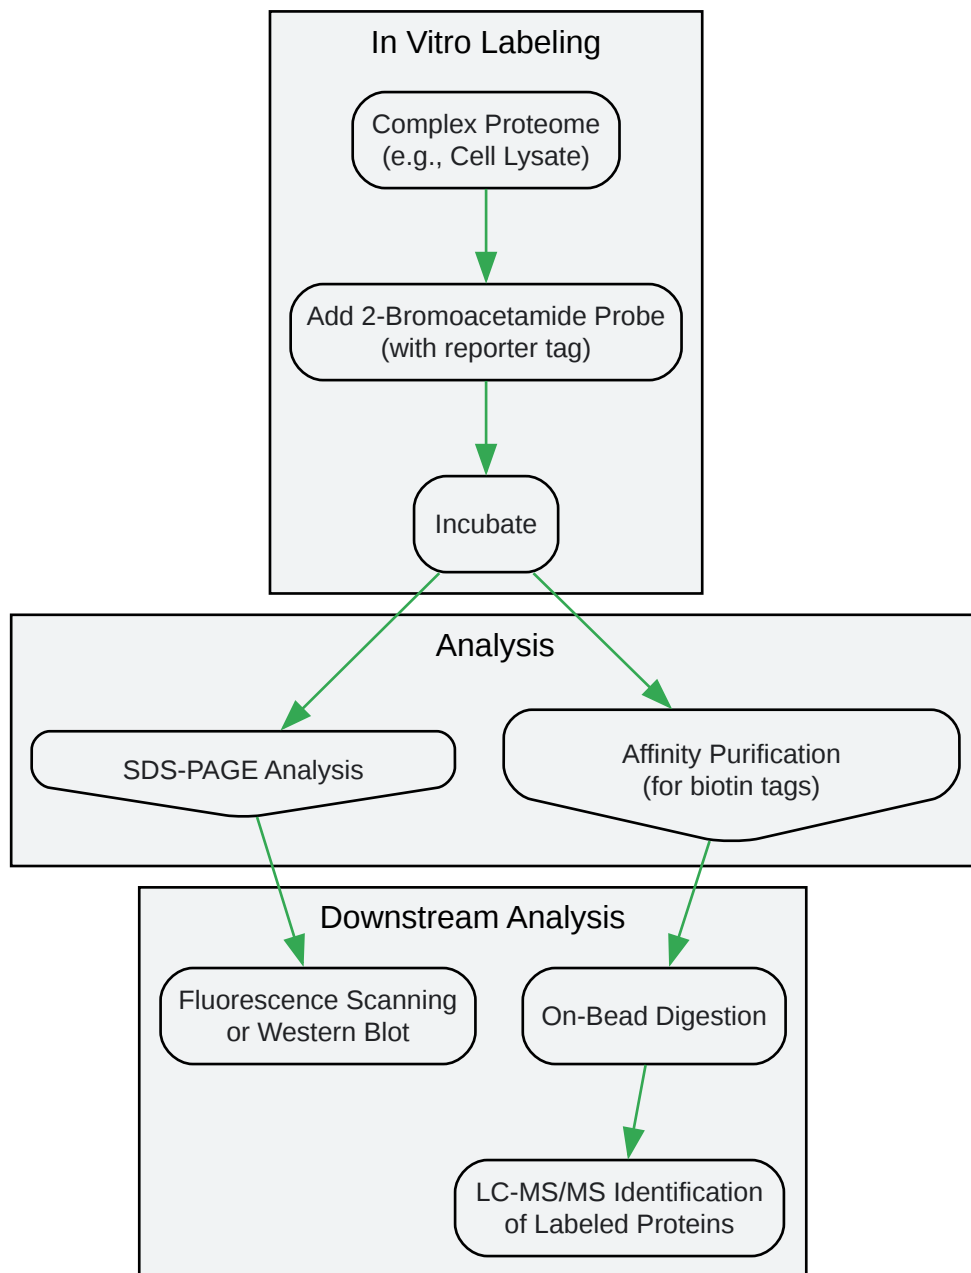 In Vitro Labeling
Complex Proteome
(e.g., Cell Lysate)
Add 2-Bromoacetamide Probe
(with reporter tag)
Incubate
Analysis
SDS-PAGE Analysis
Affinity Purification
(for biotin tags)
Downstream Analysis
Fluorescence Scanning
or Western Blot
On-Bead Digestion
LC-MS/MS Identification
of Labeled Proteins